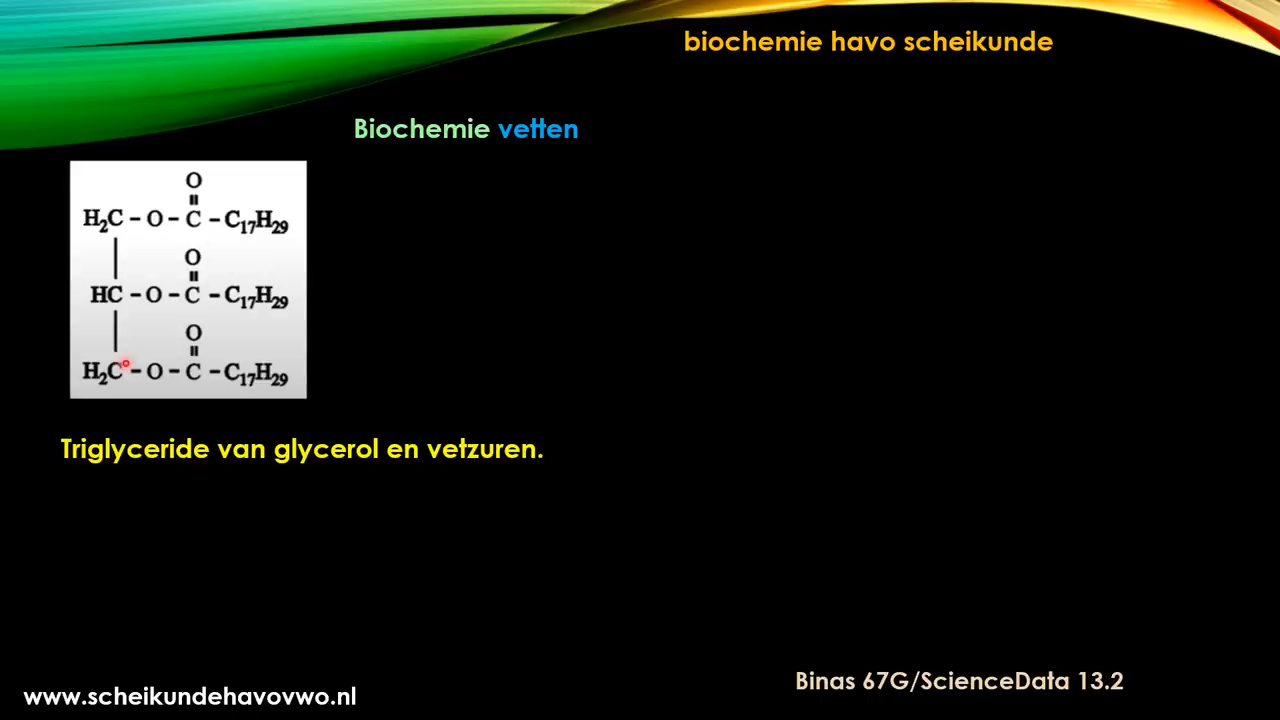 biochemie havo scheikunde
Biochemie vetten
O
H₂C – O – C – C₁₇H₂₉
O
HC – O – C – C₁₇H₂₉
O
H₂C – O – C – C₁₇H₂₉
Triglyceride van glycerol en vetzuren.
Binas 67G/ScienceData 13.2
www.scheikundehavovwo.nl